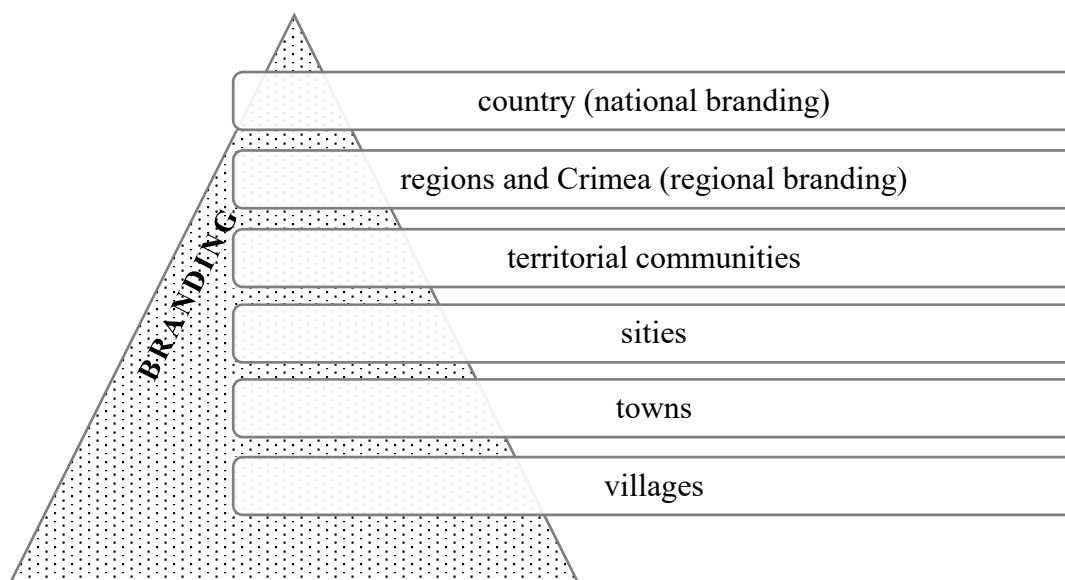 country (national branding)
regions and Crimea (regional branding)
BRANDING
territorial communities
sities
towns
villages